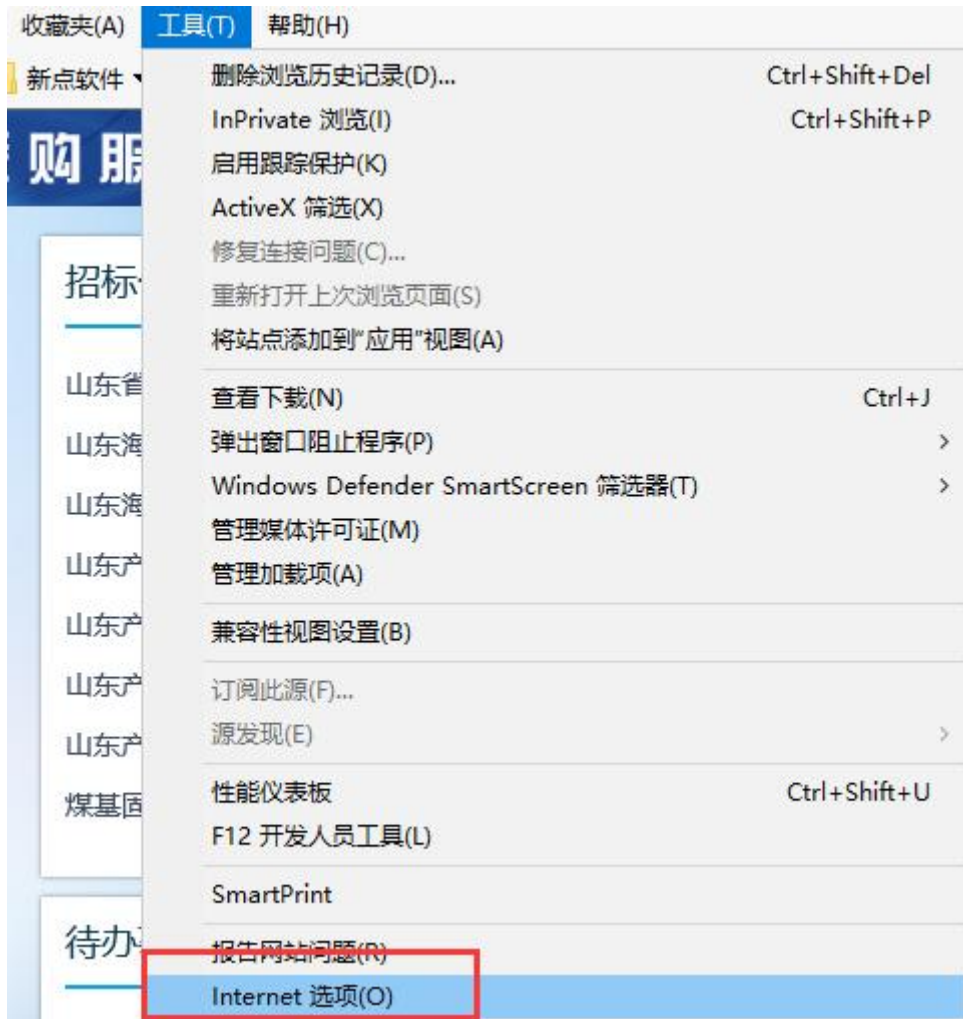 收藏夹(A) 工具(T) 帮助(H)
新点软件
删除浏览历史记录(D)... Ctrl+Shift+Del
InPrivate 浏览(I) Ctrl+Shift+P
购服
启用跟踪保护(K)
ActiveX 筛选(X)
修复连接问题(C)...
招标
重新打开上次浏览页面(S)
将站点添加到“应用”视图(A)
山东省
查看下载(N) Ctrl+J
山东海
弹出窗口阻止程序(P)
山东海
Windows Defender SmartScreen 筛选器(T)
管理媒体许可证(M)
山东产
管理加载项(A)
山东产
兼容性视图设置(B)
山东产
订阅此源(F)...
山东产
源发现(E)
煤基固
性能仪表板 Ctrl+Shift+U
F12 开发人员工具(L)
SmartPrint
待办
报告网站问题(R)
Internet 选项(O)